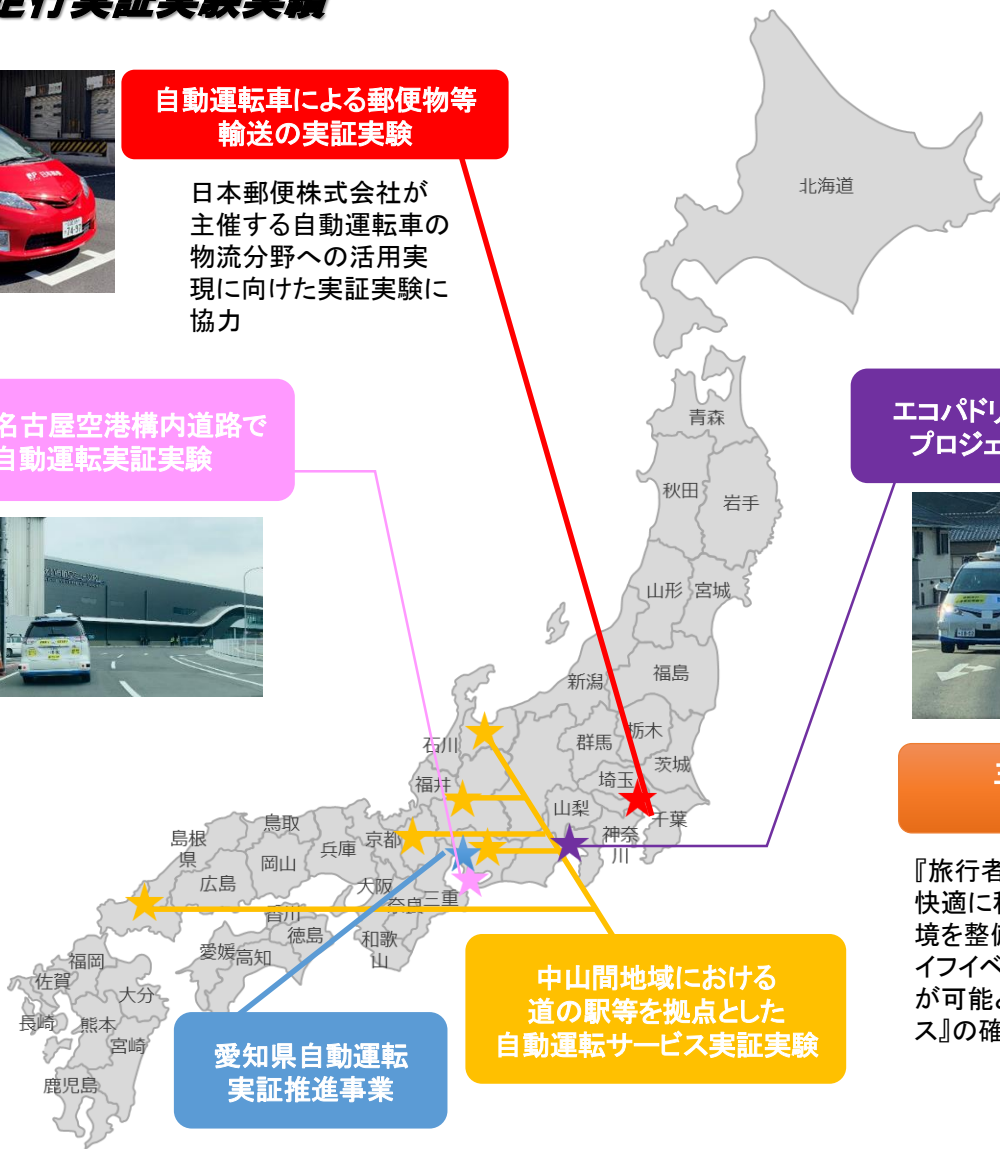 走行実証実験実績
自動運転車による郵便物等
輸送の実証実験
日本郵便株式会社が
主催する自動運転車の
物流分野への活用実
現に向けた実証実験に
協力
名古屋空港構内道路で
自動運転実証実験
エコパドリ
プロジェ
『旅行者
快適に利
境を整備
イフイベ
が可能と
ス』の確
中山間地域における
道の駅等を拠点とした
自動運転サービス実証実験
愛知県自動運転
実証推進事業
北海道
青森
秋田
岩手
山形
宮城
新潟
福島
石川
群馬
栃木
茨城
福井
埼玉
山梨
千葉
神奈
川
島根
県
鳥取
京都
兵庫
岡山
広島
大阪
奈良
三重
香川
徳島
和歌
山
愛媛
高知
福岡
佐賀
大分
長崎
熊本
宮崎
鹿児島